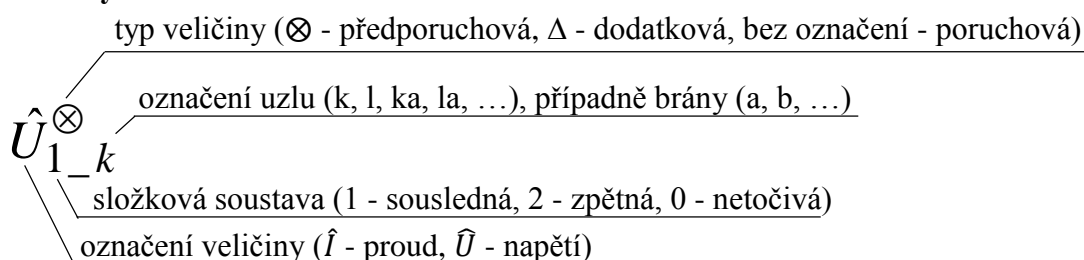 typ veličiny (⊗ - předporuchová, Δ - dodatková, bez označení - poruchová)
označení uzlu (k, l, ka, la, …), případně brány (a, b, …)
Û⊗1_k
složková soustava (1 - sousledná, 2 - zpětná, 0 - netočivá)
označení veličiny (Î - proud, Û - napětí)